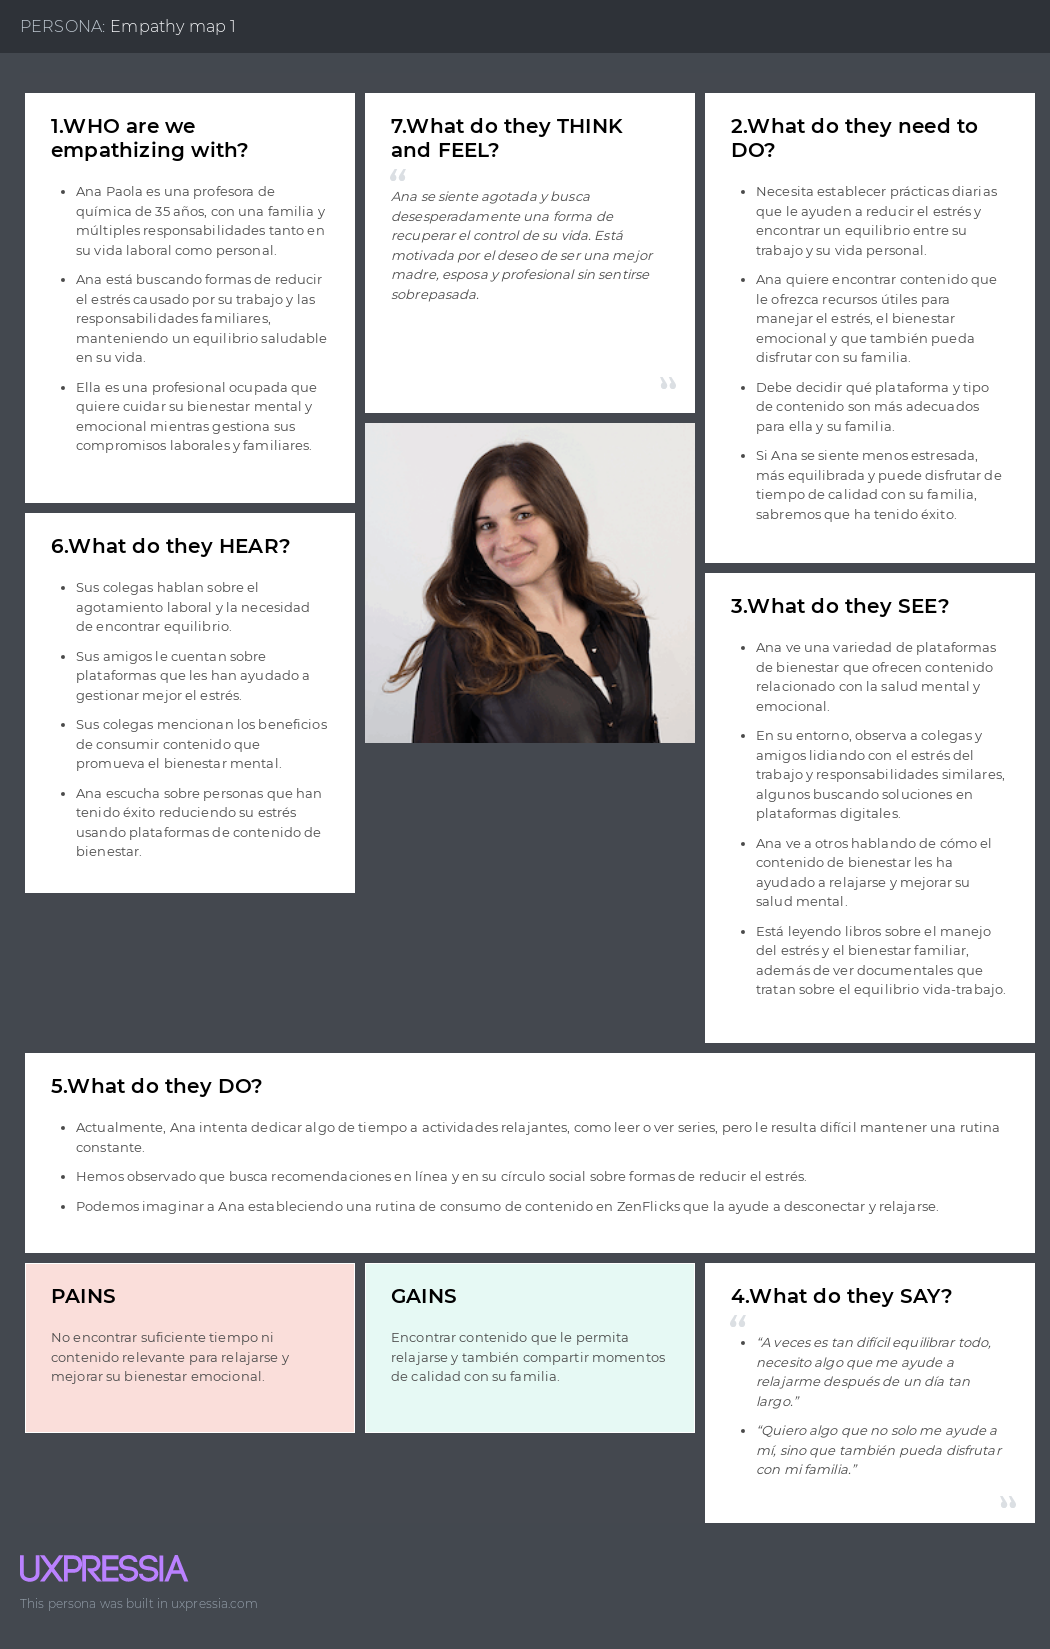 PERSONA: Empathy map 1
1.WHO are we
empathizing with?
• Ana Paola es una profesora de
química de 35 años, con una familia y
múltiples responsabilidades tanto en
su vida laboral como personal.
• Ana está buscando formas de reducir
el estrés causado por su trabajo y las
responsabilidades familiares,
manteniendo un equilibrio saludable
en su vida.
• Ella es una profesional ocupada que
quiere cuidar su bienestar mental y
emocional mientras gestiona sus
compromisos laborales y familiares.
7.What do they THINK
and FEEL?
“
Ana se siente agotada y busca
desesperadamente una forma de
recuperar el control de su vida. Está
motivada por el deseo de ser una mejor
madre, esposa y profesional sin sentirse
sobrepasada.
”
2.What do they need to
DO?
• Necesita establecer prácticas diarias
que le ayuden a reducir el estrés y
encontrar un equilibrio entre su
trabajo y su vida personal.
• Ana quiere encontrar contenido que
le ofrezca recursos útiles para
manejar el estrés, el bienestar
emocional y que también pueda
disfrutar con su familia.
• Debe decidir qué plataforma y tipo
de contenido son más adecuados
para ella y su familia.
• Si Ana se siente menos estresada,
más equilibrada y puede disfrutar de
tiempo de calidad con su familia,
sabremos que ha tenido éxito.
6.What do they HEAR?
• Sus colegas hablan sobre el
agotamiento laboral y la necesidad
de encontrar equilibrio.
• Sus amigos le cuentan sobre
plataformas que les han ayudado a
gestionar mejor el estrés.
• Sus colegas mencionan los beneficios
de consumir contenido que
promueva el bienestar mental.
• Ana escucha sobre personas que han
tenido éxito reduciendo su estrés
usando plataformas de contenido de
bienestar.
3.What do they SEE?
• Ana ve una variedad de plataformas
de bienestar que ofrecen contenido
relacionado con la salud mental y
emocional.
• En su entorno, observa a colegas y
amigos lidiando con el estrés del
trabajo y responsabilidades similares,
algunos buscando soluciones en
plataformas digitales.
• Ana ve a otros hablando de cómo el
contenido de bienestar les ha
ayudado a relajarse y mejorar su
salud mental.
• Está leyendo libros sobre el manejo
del estrés y el bienestar familiar,
además de ver documentales que
tratan sobre el equilibrio vida-trabajo.
5.What do they DO?
• Actualmente, Ana intenta dedicar algo de tiempo a actividades relajantes, como leer o ver series, pero le resulta difícil mantener una rutina
constante.
• Hemos observado que busca recomendaciones en línea y en su círculo social sobre formas de reducir el estrés.
• Podemos imaginar a Ana estableciendo una rutina de consumo de contenido en ZenFlicks que la ayude a desconectar y relajarse.
PAINS
No encontrar suficiente tiempo ni
contenido relevante para relajarse y
mejorar su bienestar emocional.
GAINS
Encontrar contenido que le permita
relajarse y también compartir momentos
de calidad con su familia.
4.What do they SAY?
“
• “A veces es tan difícil equilibrar todo,
necesito algo que me ayude a
relajarme después de un día tan
largo.”
• “Quiero algo que no solo me ayude a
mí, sino que también pueda disfrutar
con mi familia.”
”
UXPRESSIA
This persona was built in uxpressia.com